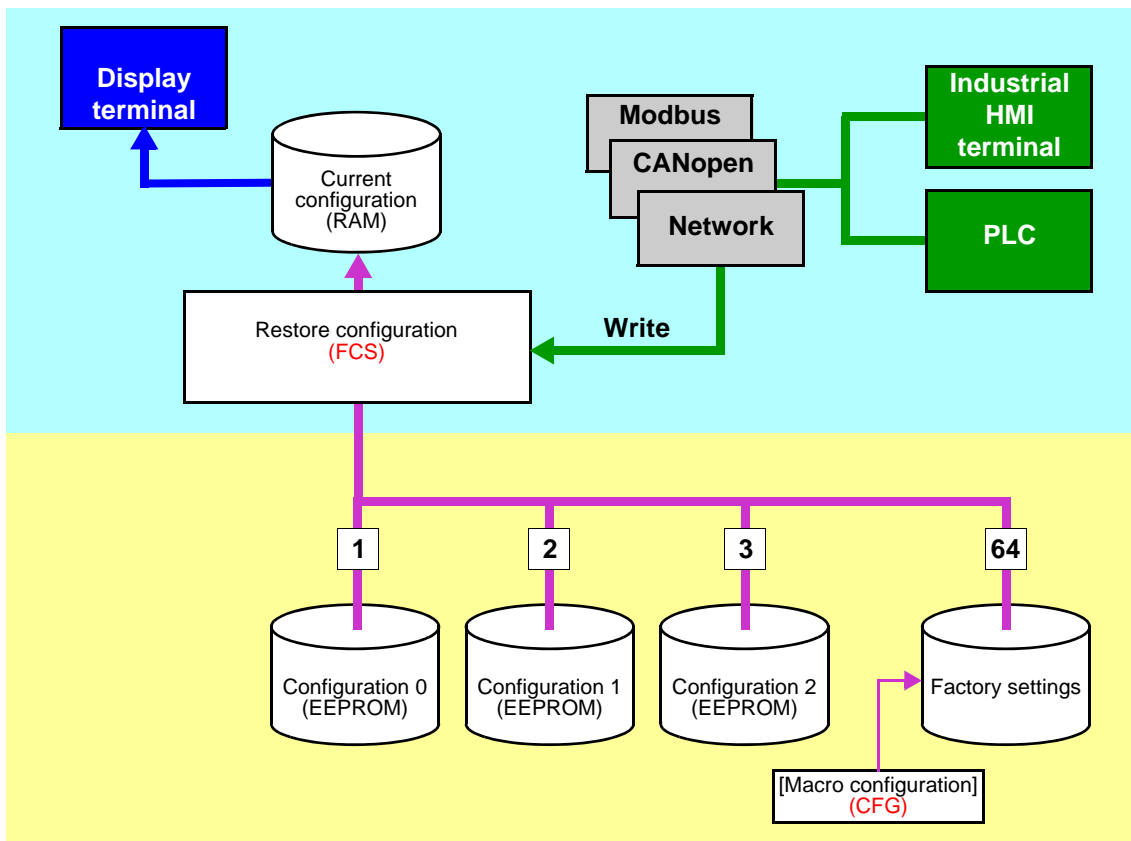 Display
terminal
Current
configuration
(RAM)
Modbus
CANopen
Network
Industrial
HMI
terminal
PLC
Restore configuration
(FCS)
Write
1
2
3
64
Configuration 0
(EEPROM)
Configuration 1
(EEPROM)
Configuration 2
(EEPROM)
Factory settings
[Macro configuration]
(CFG)